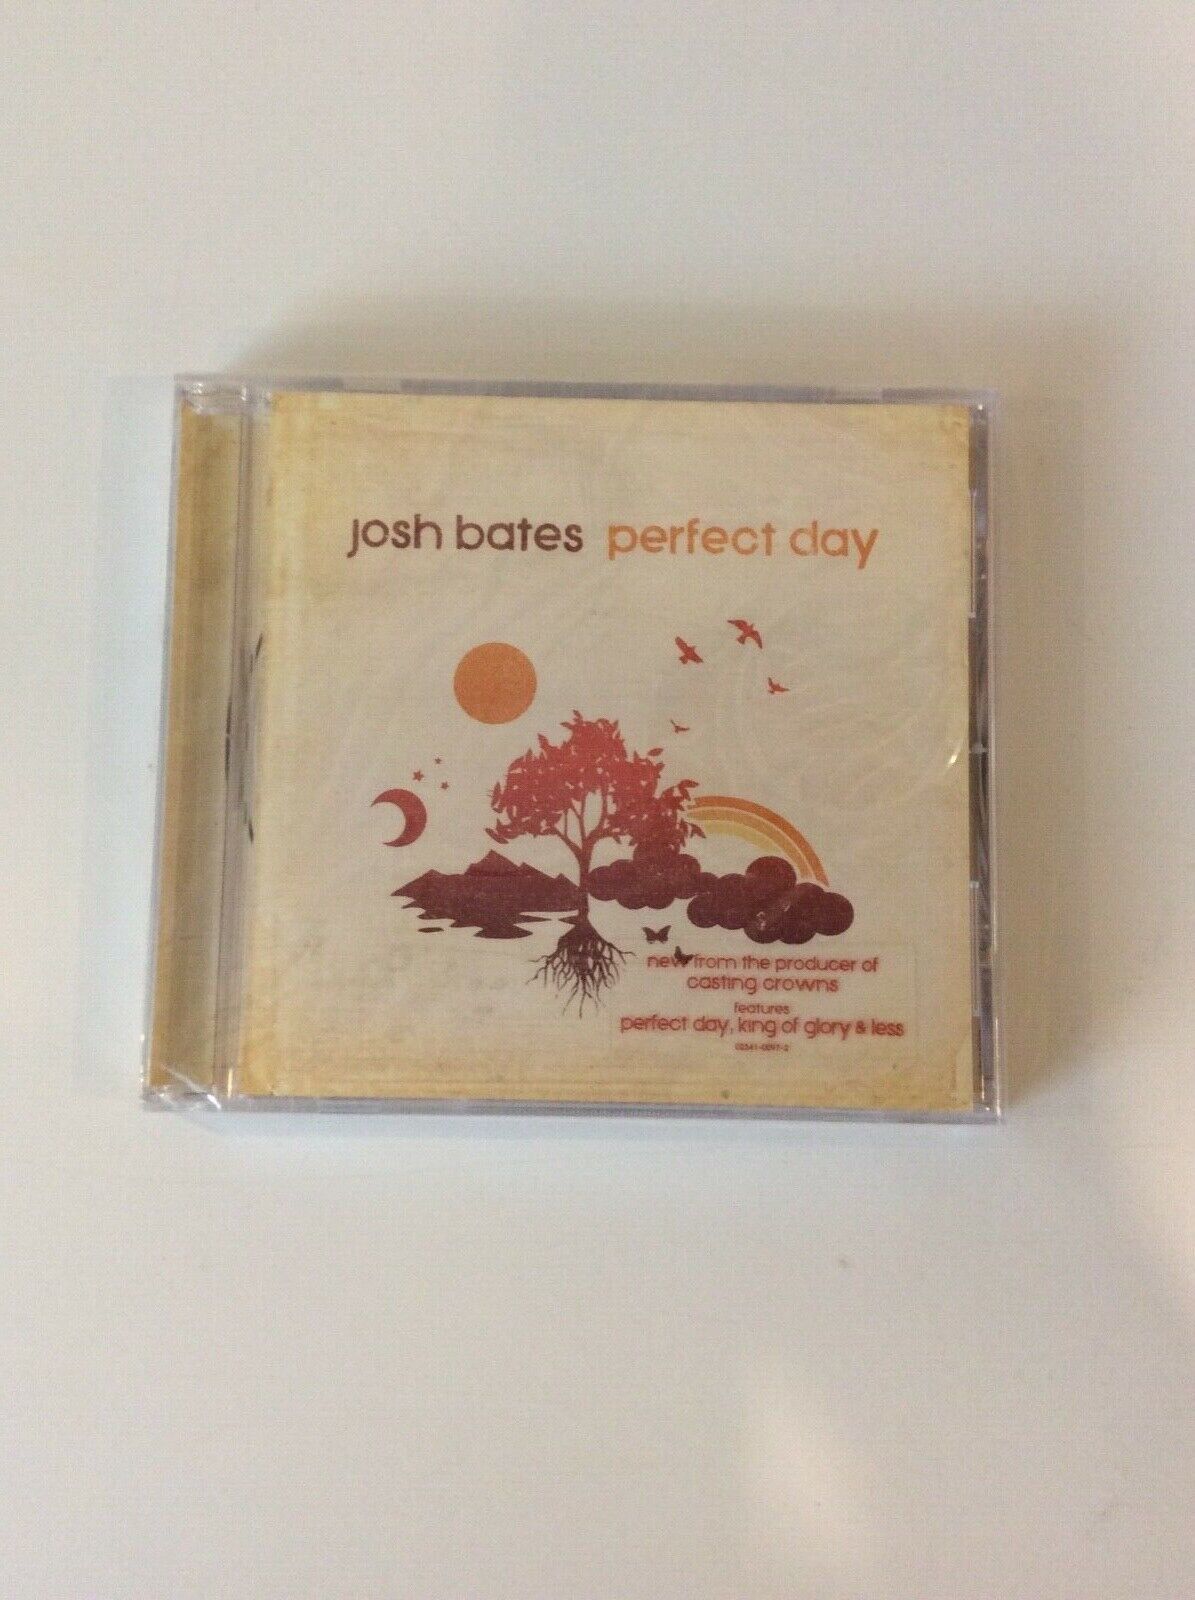 josh bates perfect day
new from the producer of
casting crowns
features
perfect day, king of glory & less